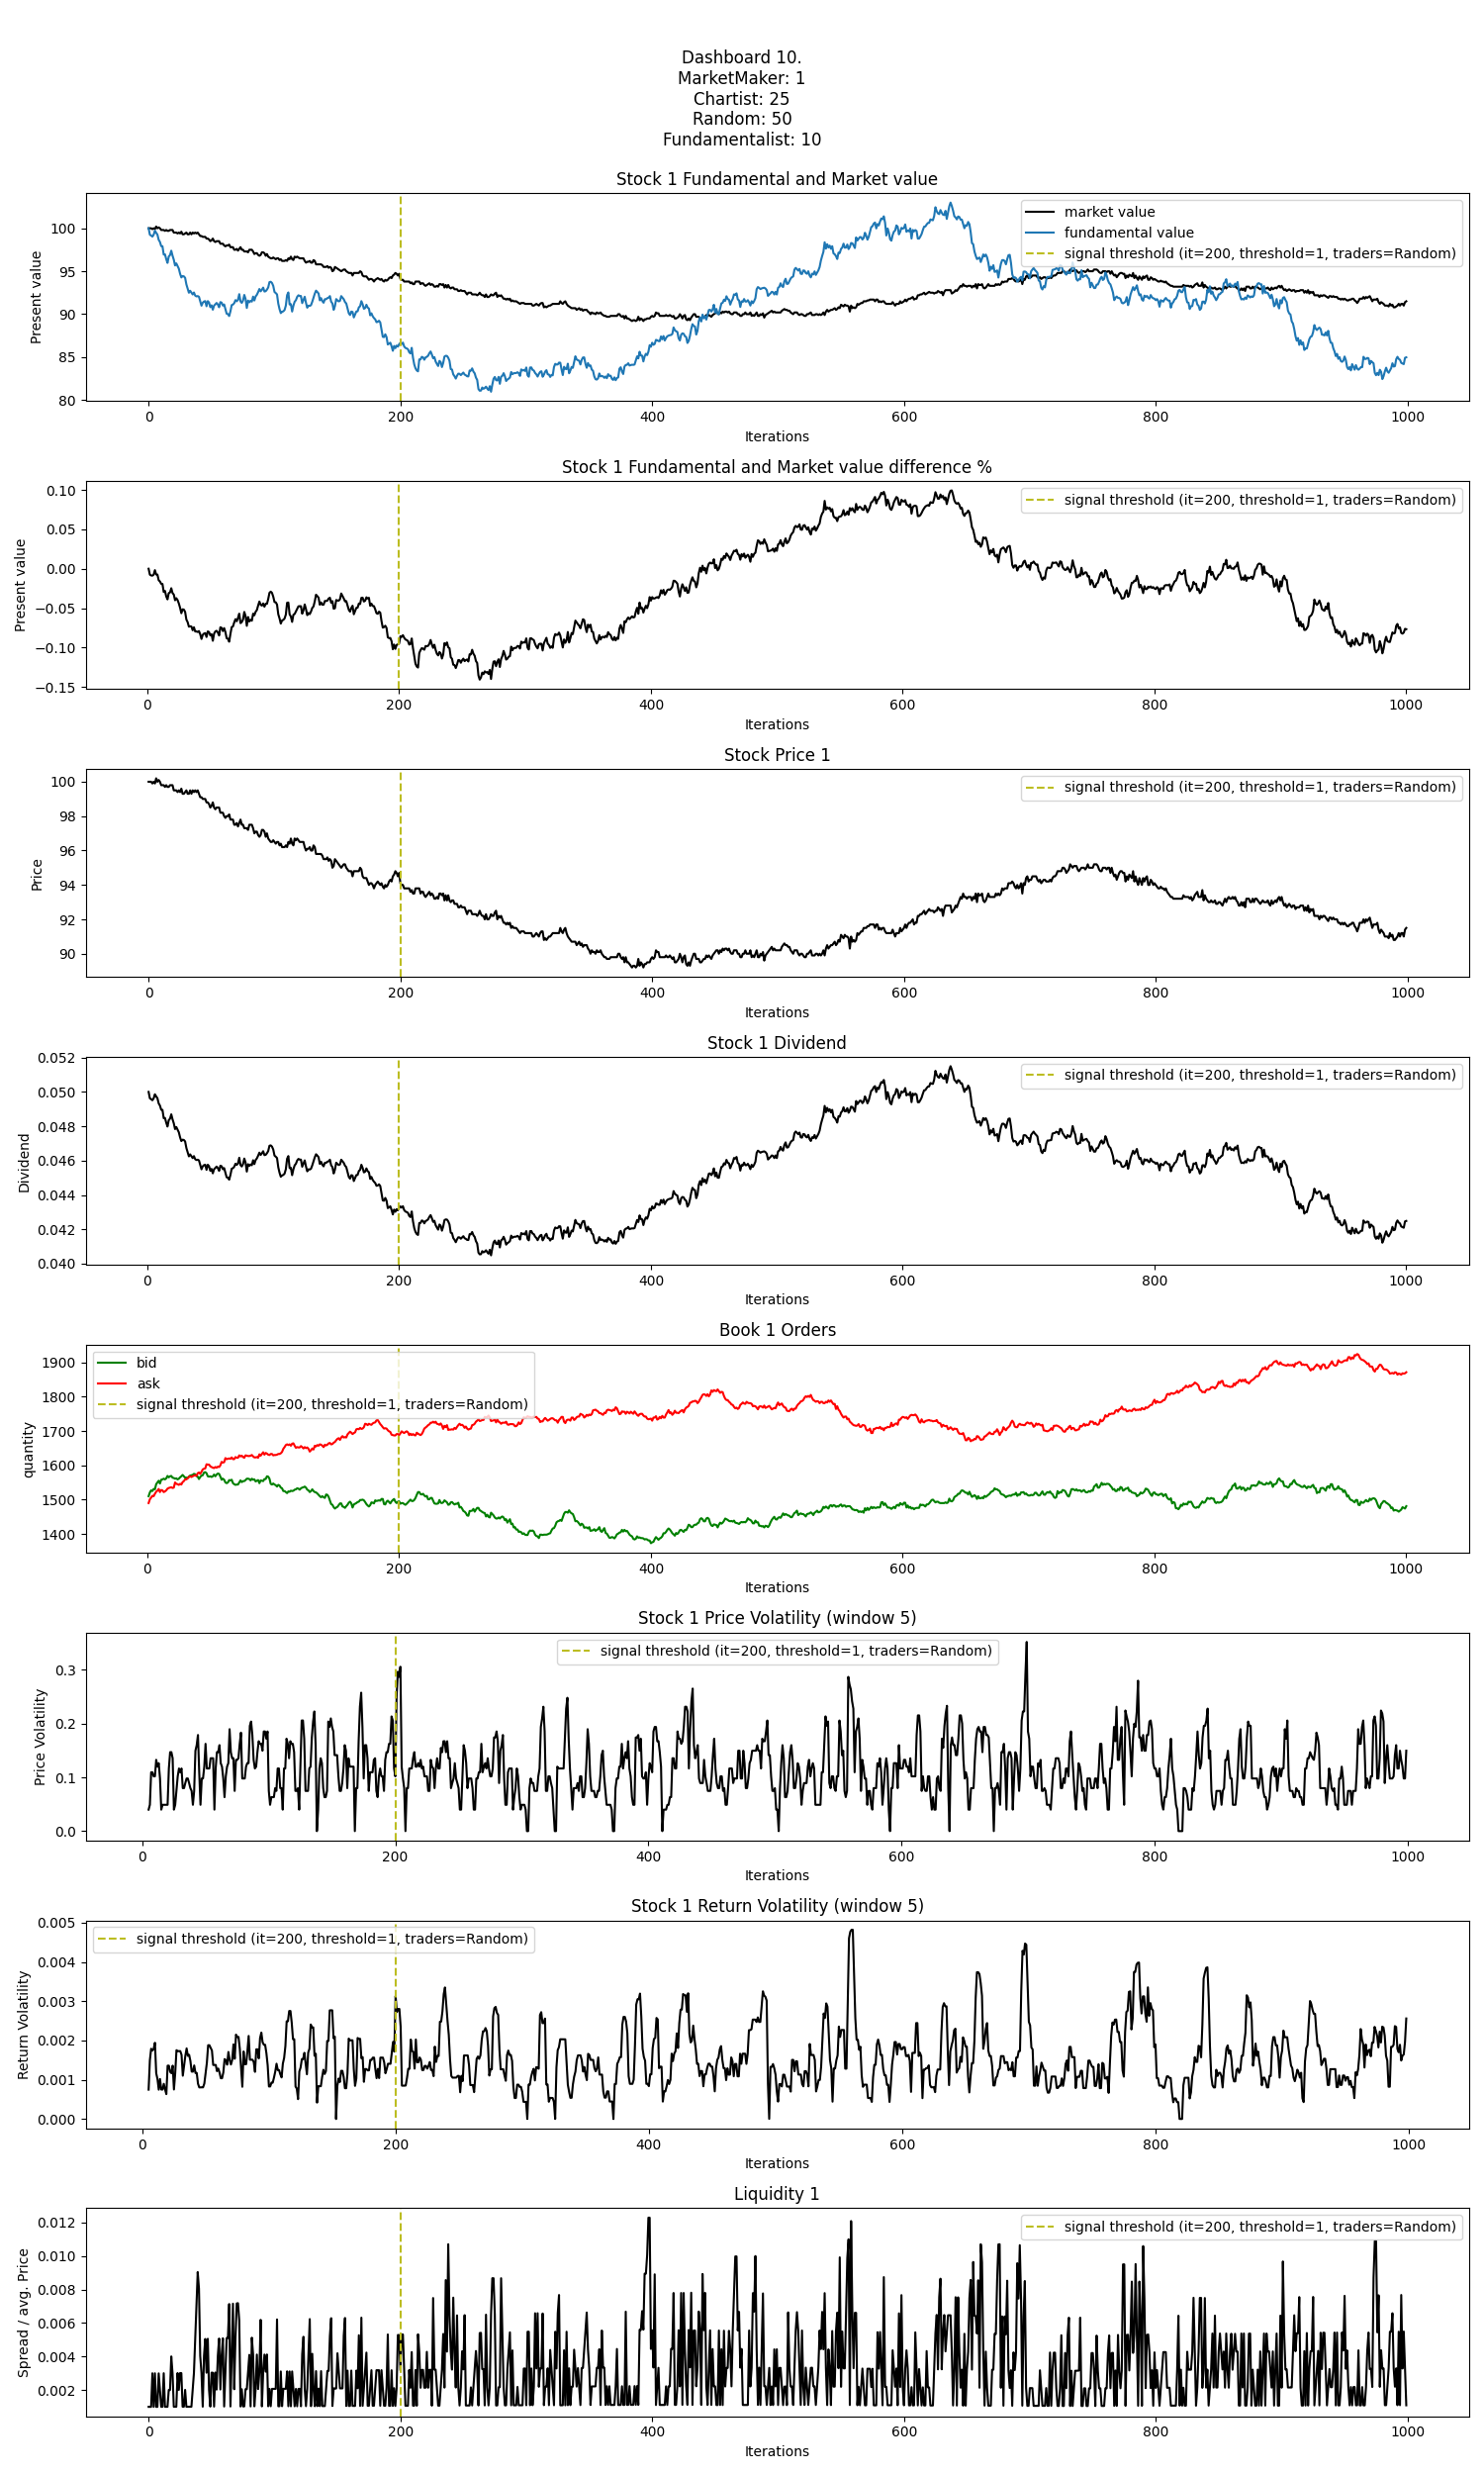 Dashboard 10.
MarketMaker: 1
Chartist: 25
Random: 50
Fundamentalist: 10
Stock 1 Fundamental and Market value
Present value
100
95
90
85
80
market value
fundamental value
signal threshold (it=200, threshold=1, traders=Random)
0 200 400 600 800 1000
Iterations
Stock 1 Fundamental and Market value difference %
Present value
0.10
0.05
0.00
−0.05
−0.10
−0.15
signal threshold (it=200, threshold=1, traders=Random)
0 200 400 600 800 1000
Iterations
Stock Price 1
Price
100
98
96
94
92
90
signal threshold (it=200, threshold=1, traders=Random)
0 200 400 600 800 1000
Iterations
Stock 1 Dividend
Dividend
0.052
0.050
0.048
0.046
0.044
0.042
0.040
signal threshold (it=200, threshold=1, traders=Random)
0 200 400 600 800 1000
Iterations
Book 1 Orders
quantity
1900
1800
1700
1600
1500
1400
bid
ask
signal threshold (it=200, threshold=1, traders=Random)
0 200 400 600 800 1000
Iterations
Stock 1 Price Volatility (window 5)
Price Volatility
0.3
0.2
0.1
0.0
signal threshold (it=200, threshold=1, traders=Random)
0 200 400 600 800 1000
Iterations
Stock 1 Return Volatility (window 5)
Return Volatility
0.005
0.004
0.003
0.002
0.001
0.000
signal threshold (it=200, threshold=1, traders=Random)
0 200 400 600 800 1000
Iterations
Liquidity 1
Spread / avg. Price
0.012
0.010
0.008
0.006
0.004
0.002
signal threshold (it=200, threshold=1, traders=Random)
0 200 400 600 800 1000
Iterations